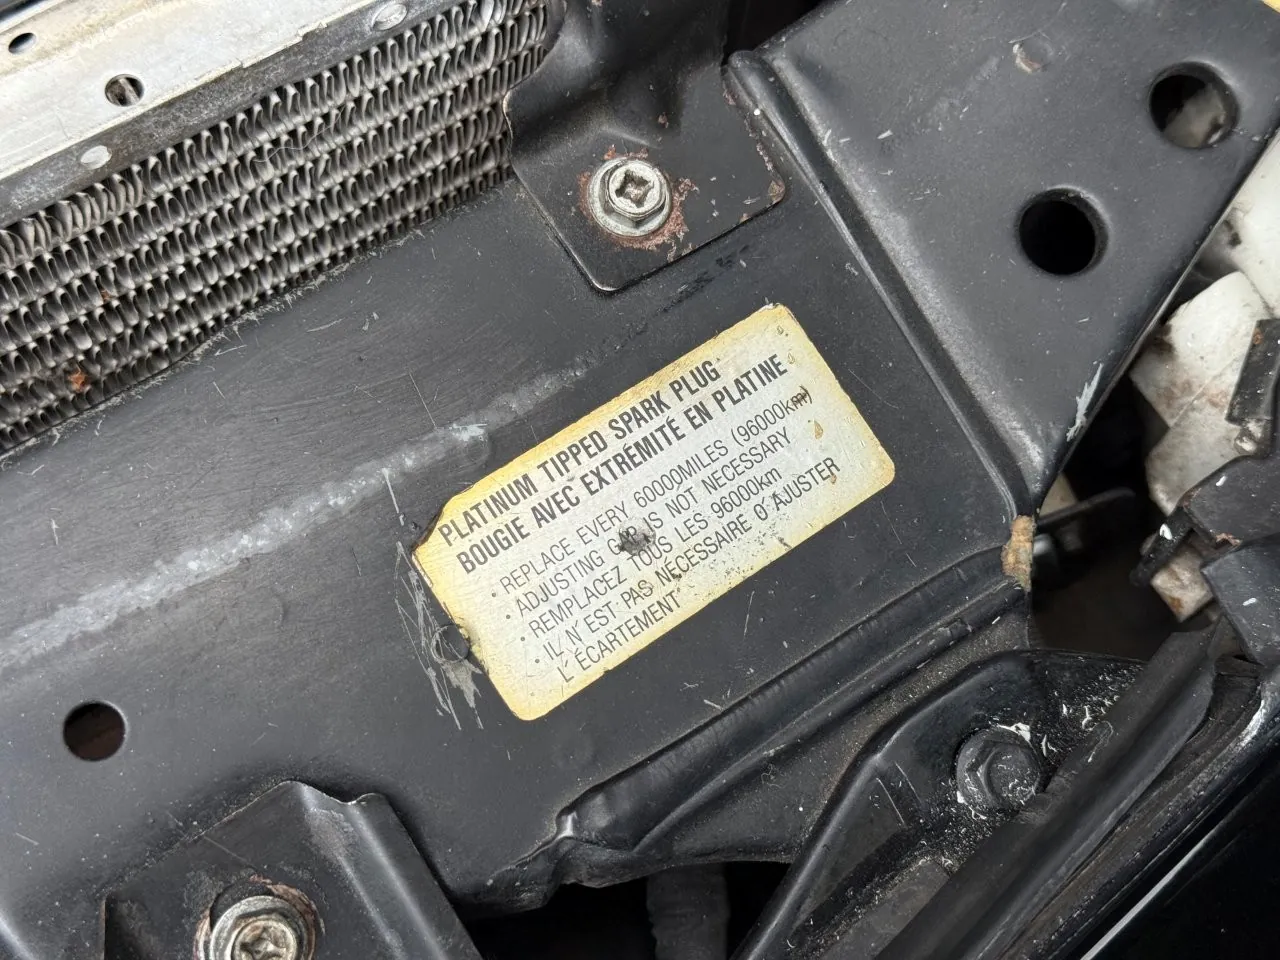 PLATINUM TIPPED SPARK PLUG
BOUGIE AVEC EXTRÉMITÉ EN PLATINE
· REPLACE EVERY 60000MILES (96000km)
ADJUSTING GAP IS NOT NECESSARY
· REMPLACEZ TOUS LES 96000km
· IL N'EST PAS NÉCESSAIRE D'AJUSTER
L'ÉCARTEMENT